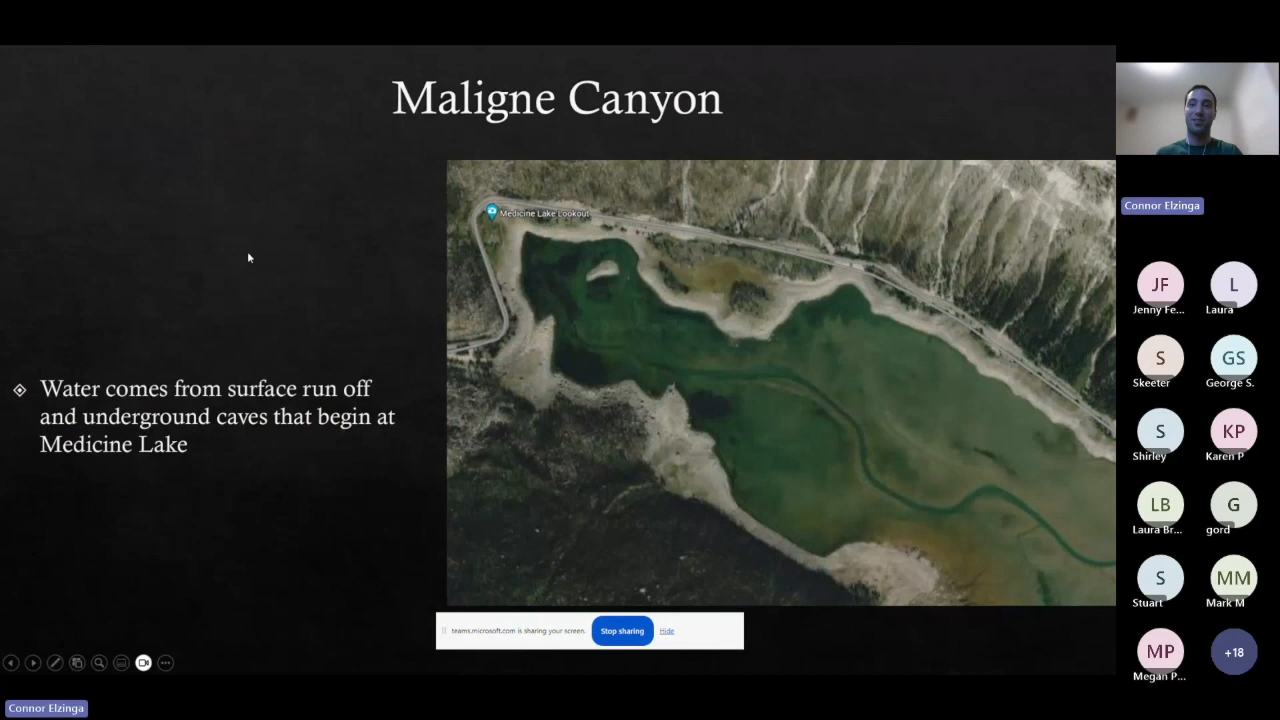 Maligne Canyon
Medicine Lake Lookout
Water comes from surface run off
and underground caves that begin at
Medicine Lake
teams.microsoft.com is sharing your screen.
Stop sharing
Hide
Connor Elzinga
Connor Elzinga
JF
L
Jenny Fe...
Laura
S
GS
Skeeter
George S.
S
KP
Shirley
Karen P
LB
G
Laura Br...
gord
S
MM
Stuart
Mark M
MP
+18
Megan P...